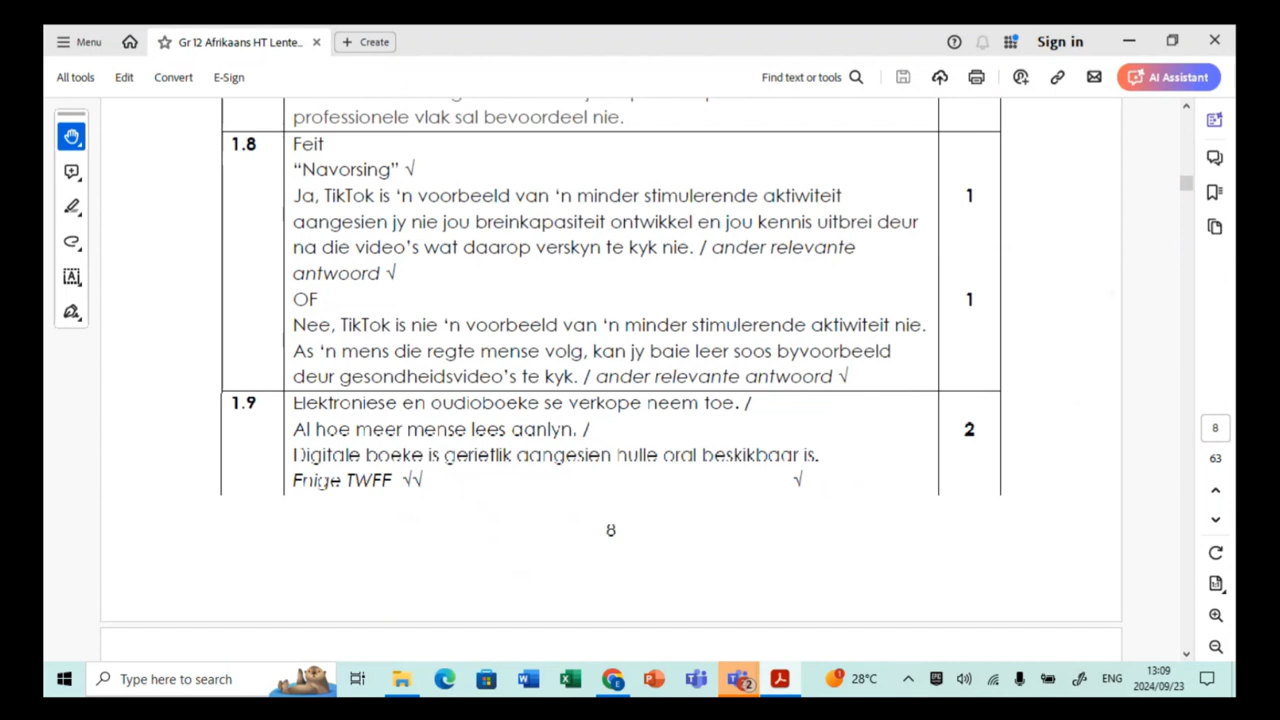 Menu
Gr 12 Afrikaans HT Lente...
Create
Sign in
All tools
Edit
Convert
E-Sign
Find text or tools
AI Assistant
professionele vlak sal bevoordeel nie.
1.8
Feit
“Navorsing” √
Ja, TikTok is ‘n voorbeeld van ‘n minder stimulerende aktiwiteit
1
aangesien jy nie jou breinkapasiteit ontwikkel en jou kennis uitbrei deur
na die video’s wat daarop verskyn te kyk nie. / ander relevante
antwoord √
OF
1
Nee, TikTok is nie ‘n voorbeeld van ‘n minder stimulerende aktiwiteit nie.
As ‘n mens die regte mense volg, kan jy baie leer soos byvoorbeeld
deur gesondheidsvideo’s te kyk. / ander relevante antwoord √
1.9
Elektroniese en oudioboeke se verkope neem toe. /
Al hoe meer mense lees aanlyn. /
2
Digitale boeke is gerietlik aangesien hulle oral beskikbaar is.
Enige TWEE √√
√
8
8
63
Type here to search
28°C
ENG
13:09
2024/09/23